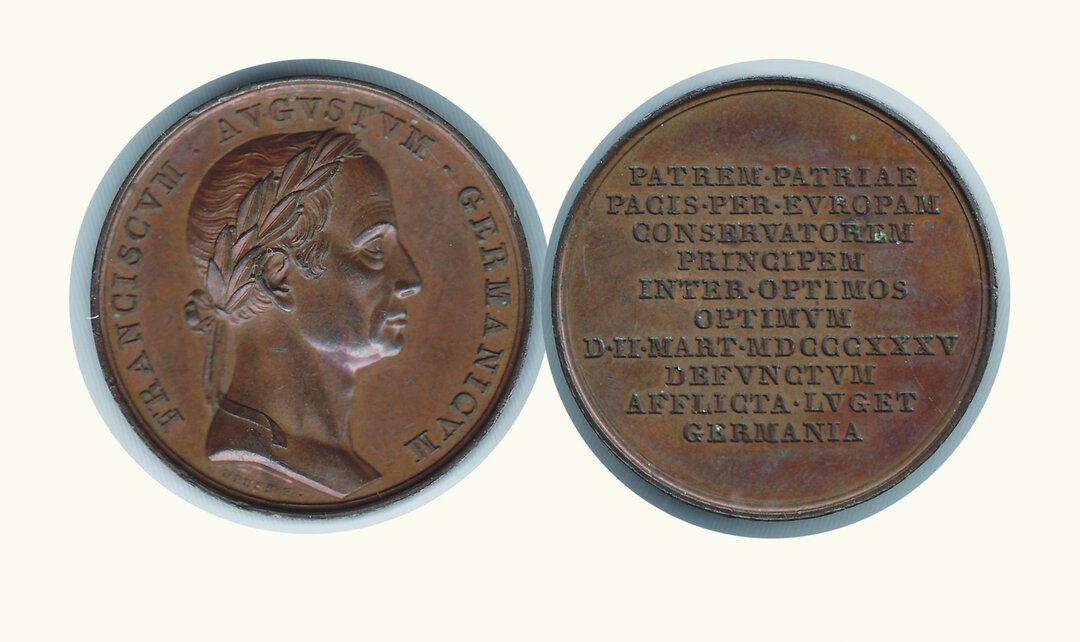 FRANCISCVM · AVGVSTVM · GERMANICVM
PATREM·PATRIAE
PACIS·PER·EVROPAM
CONSERVATOREM
PRINCIPEM
INTER·OPTIMOS
OPTIMVM
D·II·MART·MDCCCXXXV
DEFVNCTVM
AFFLICTA·LVGET
GERMANIA